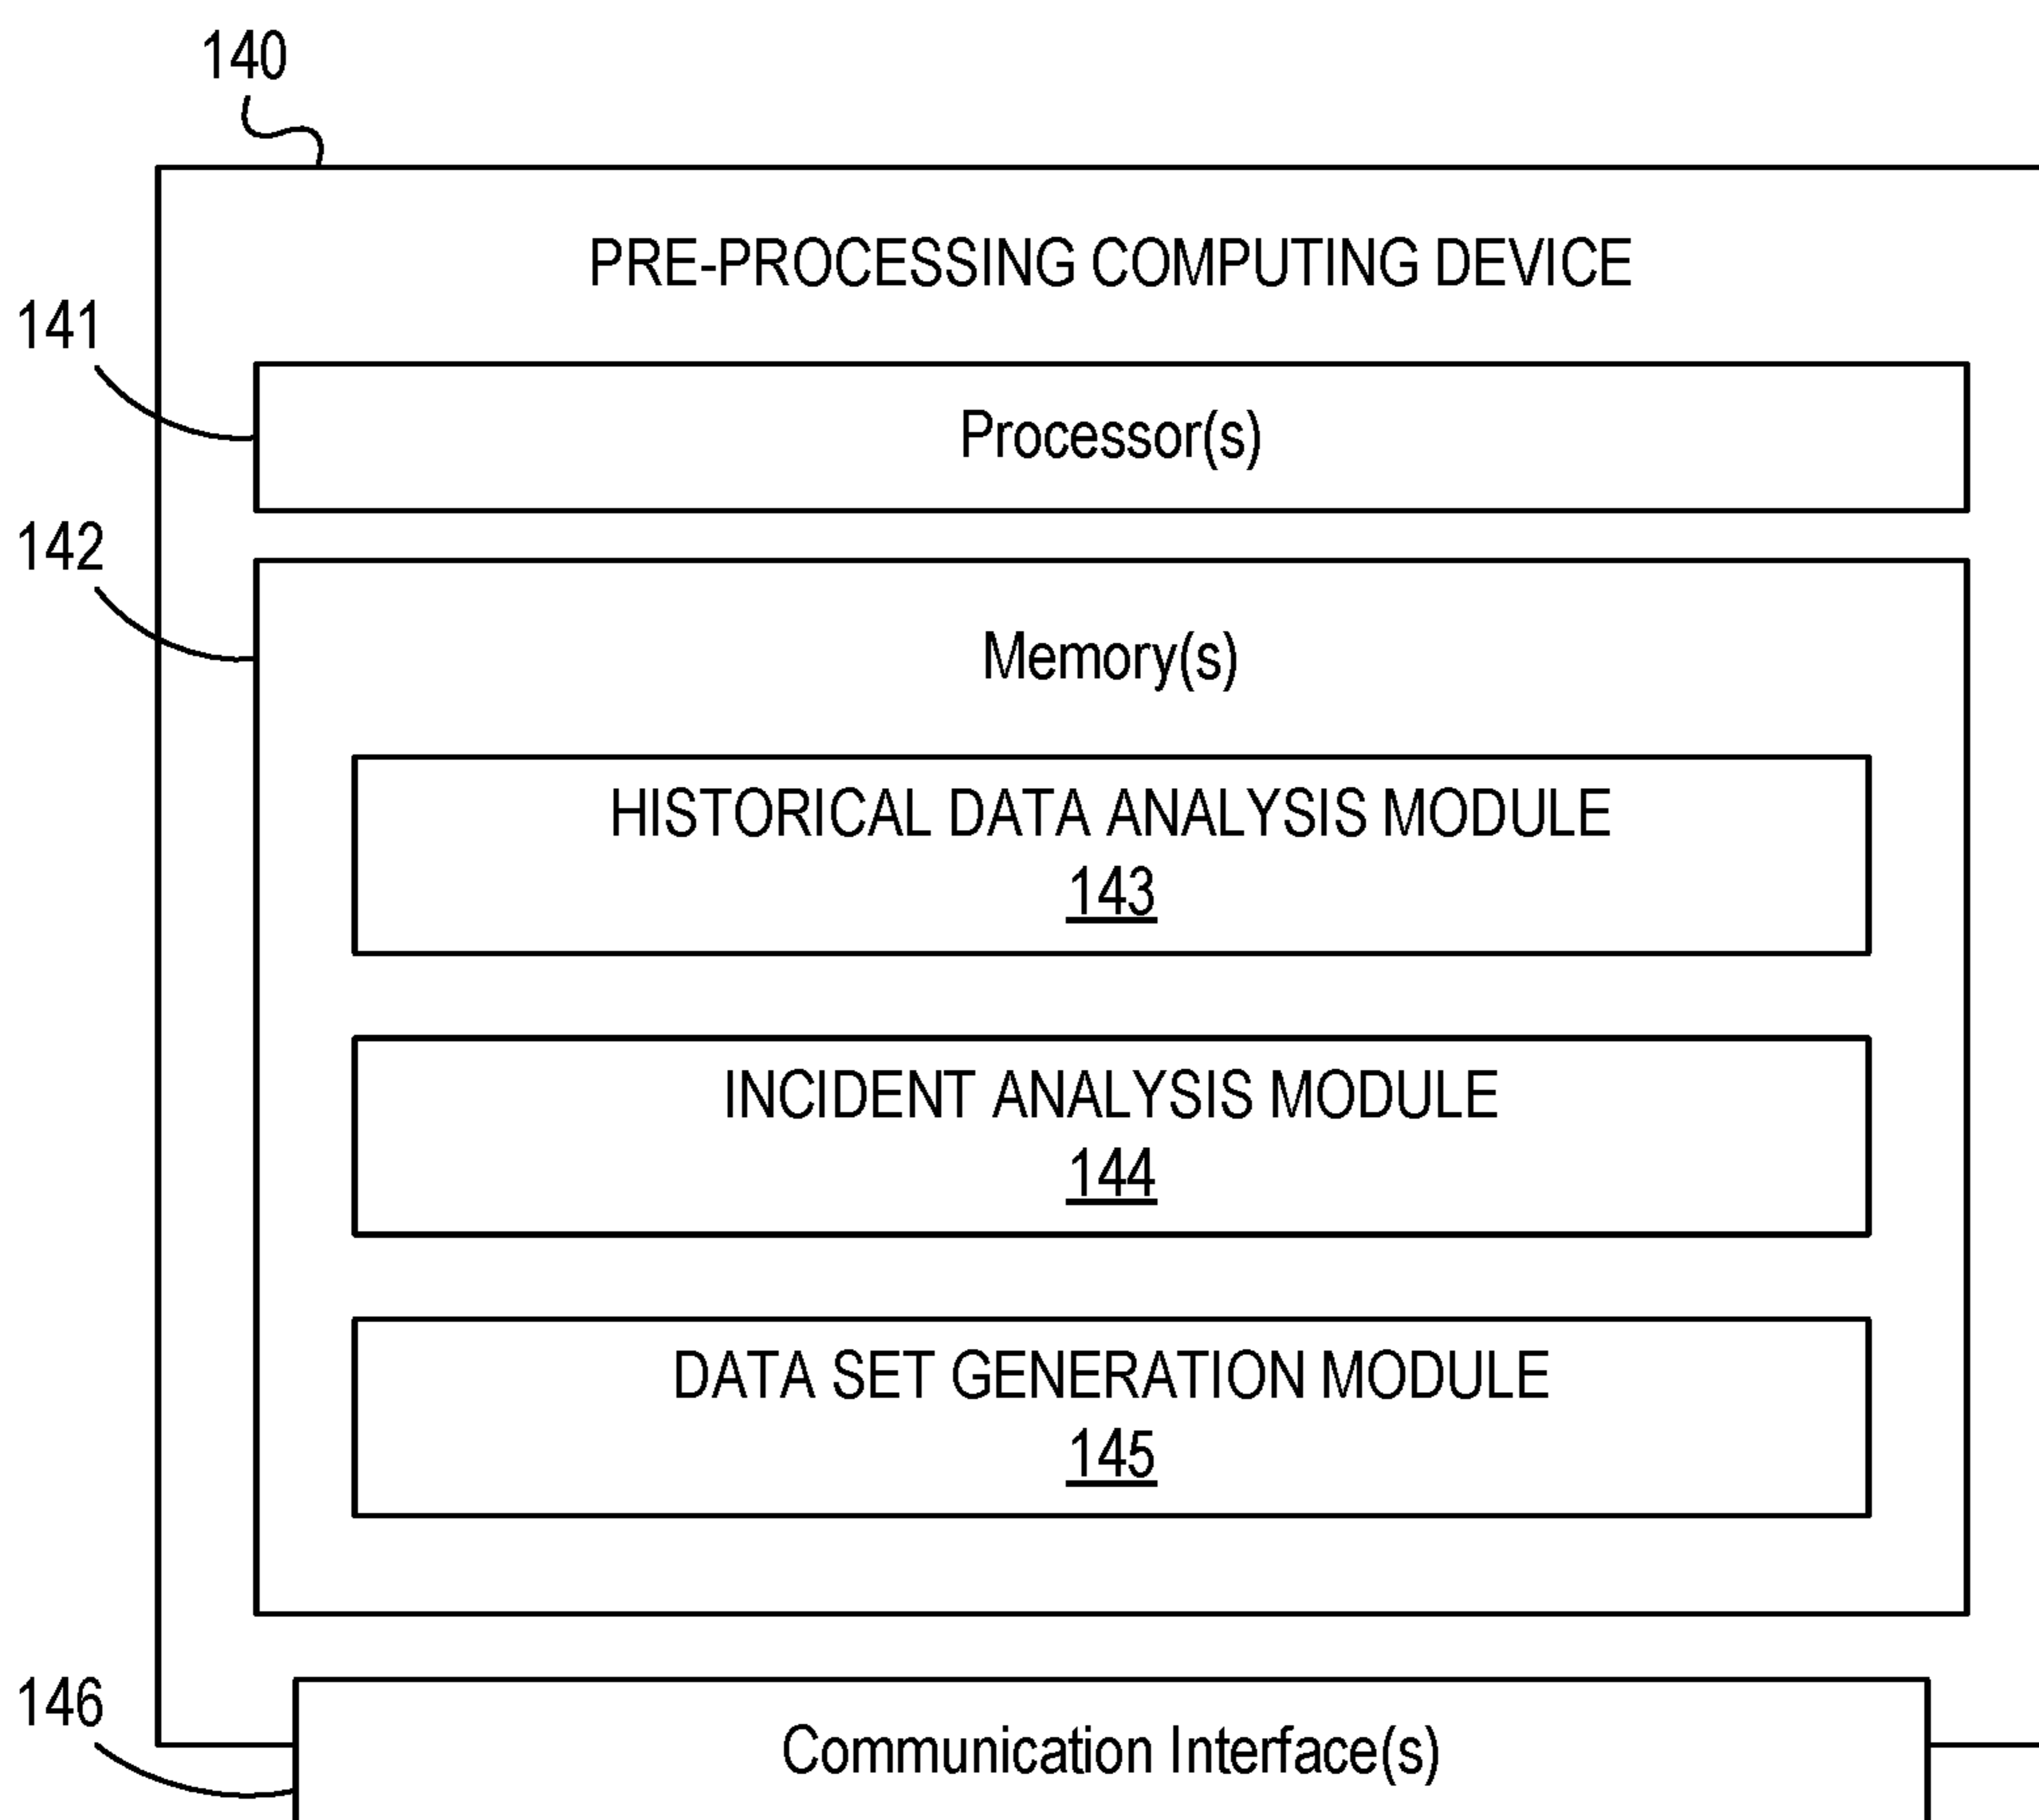 140
PRE-PROCESSING COMPUTING DEVICE
141
Processor(s)
142
Memory(s)
HISTORICAL DATA ANALYSIS MODULE
143
INCIDENT ANALYSIS MODULE
144
DATA SET GENERATION MODULE
145
146
Communication Interface(s)